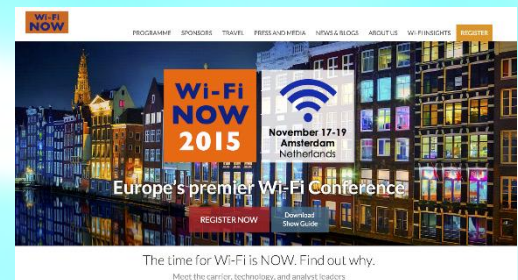 Wi-Fi
NOW
PROGRAMME SPONSORS TRAVEL PRESS AND MEDIA NEWS & BLOGS ABOUT US WI-FI INSIGHTS REGISTER
Wi-Fi
NOW
2015
November 17-19
Amsterdam
Netherlands
Europe's premier Wi-Fi Conference
REGISTER NOW
Download
Show Guide
The time for Wi-Fi is NOW. Find out why.
Meet the carrier, technology, and analyst leaders